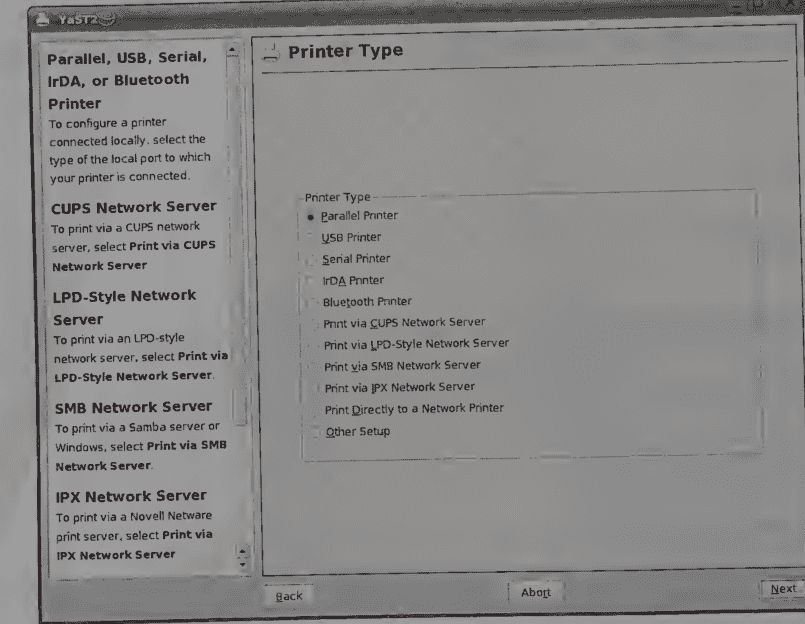 YaST2
Parallel, USB, Serial,
IrDA, or Bluetooth
Printer
To configure a printer
connected locally, select the
type of the local port to which
your printer is connected.
CUPS Network Server
To print via a CUPS network
server, select Print via CUPS
Network Server
LPD-Style Network
Server
To print via an LPD-style
network server, select Print via
LPD-Style Network Server.
SMB Network Server
To print via a Samba server or
Windows, select Print via SMB
Network Server.
IPX Network Server
To print via a Novell Netware
print server, select Print via
IPX Network Server
Printer Type
Printer Type
Parallel Printer
USB Printer
Serial Printer
IrDA Printer
Bluetooth Printer
Print via CUPS Network Server
Print via LPD-Style Network Server
Print via SMB Network Server
Print via IPX Network Server
Print Directly to a Network Printer
Other Setup
Back
Abort
Next